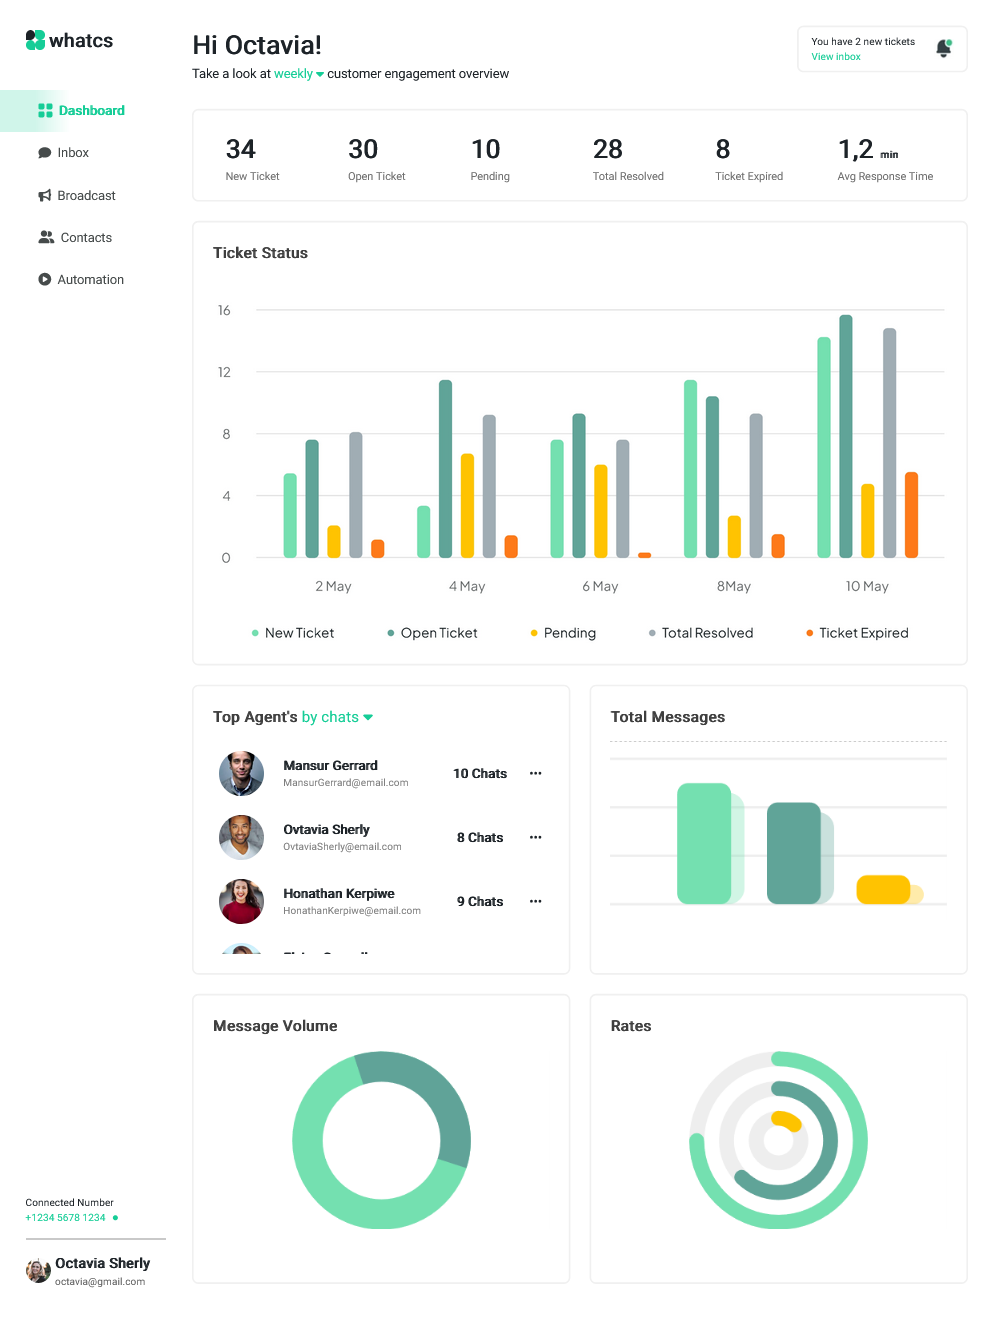 whatcs
Hi Octavia!
Take a look at weekly customer engagement overview
You have 2 new tickets
View inbox
Dashboard
Inbox
Broadcast
Contacts
Automation
34
New Ticket
30
Open Ticket
10
Pending
28
Total Resolved
8
Ticket Expired
1,2 min
Avg Response Time
Ticket Status
16
12
8
4
0
2 May
4 May
6 May
8May
10 May
New Ticket
Open Ticket
Pending
Total Resolved
Ticket Expired
Top Agent's by chats
Mansur Gerrard
MansurGerrard@email.com
10 Chats
Ovtavia Sherly
OvtaviaSherly@email.com
8 Chats
Honathan Kerpiwe
HonathanKerpiwe@email.com
9 Chats
Total Messages
Message Volume
Rates
Connected Number
+1234 5678 1234
Octavia Sherly
octavia@gmail.com